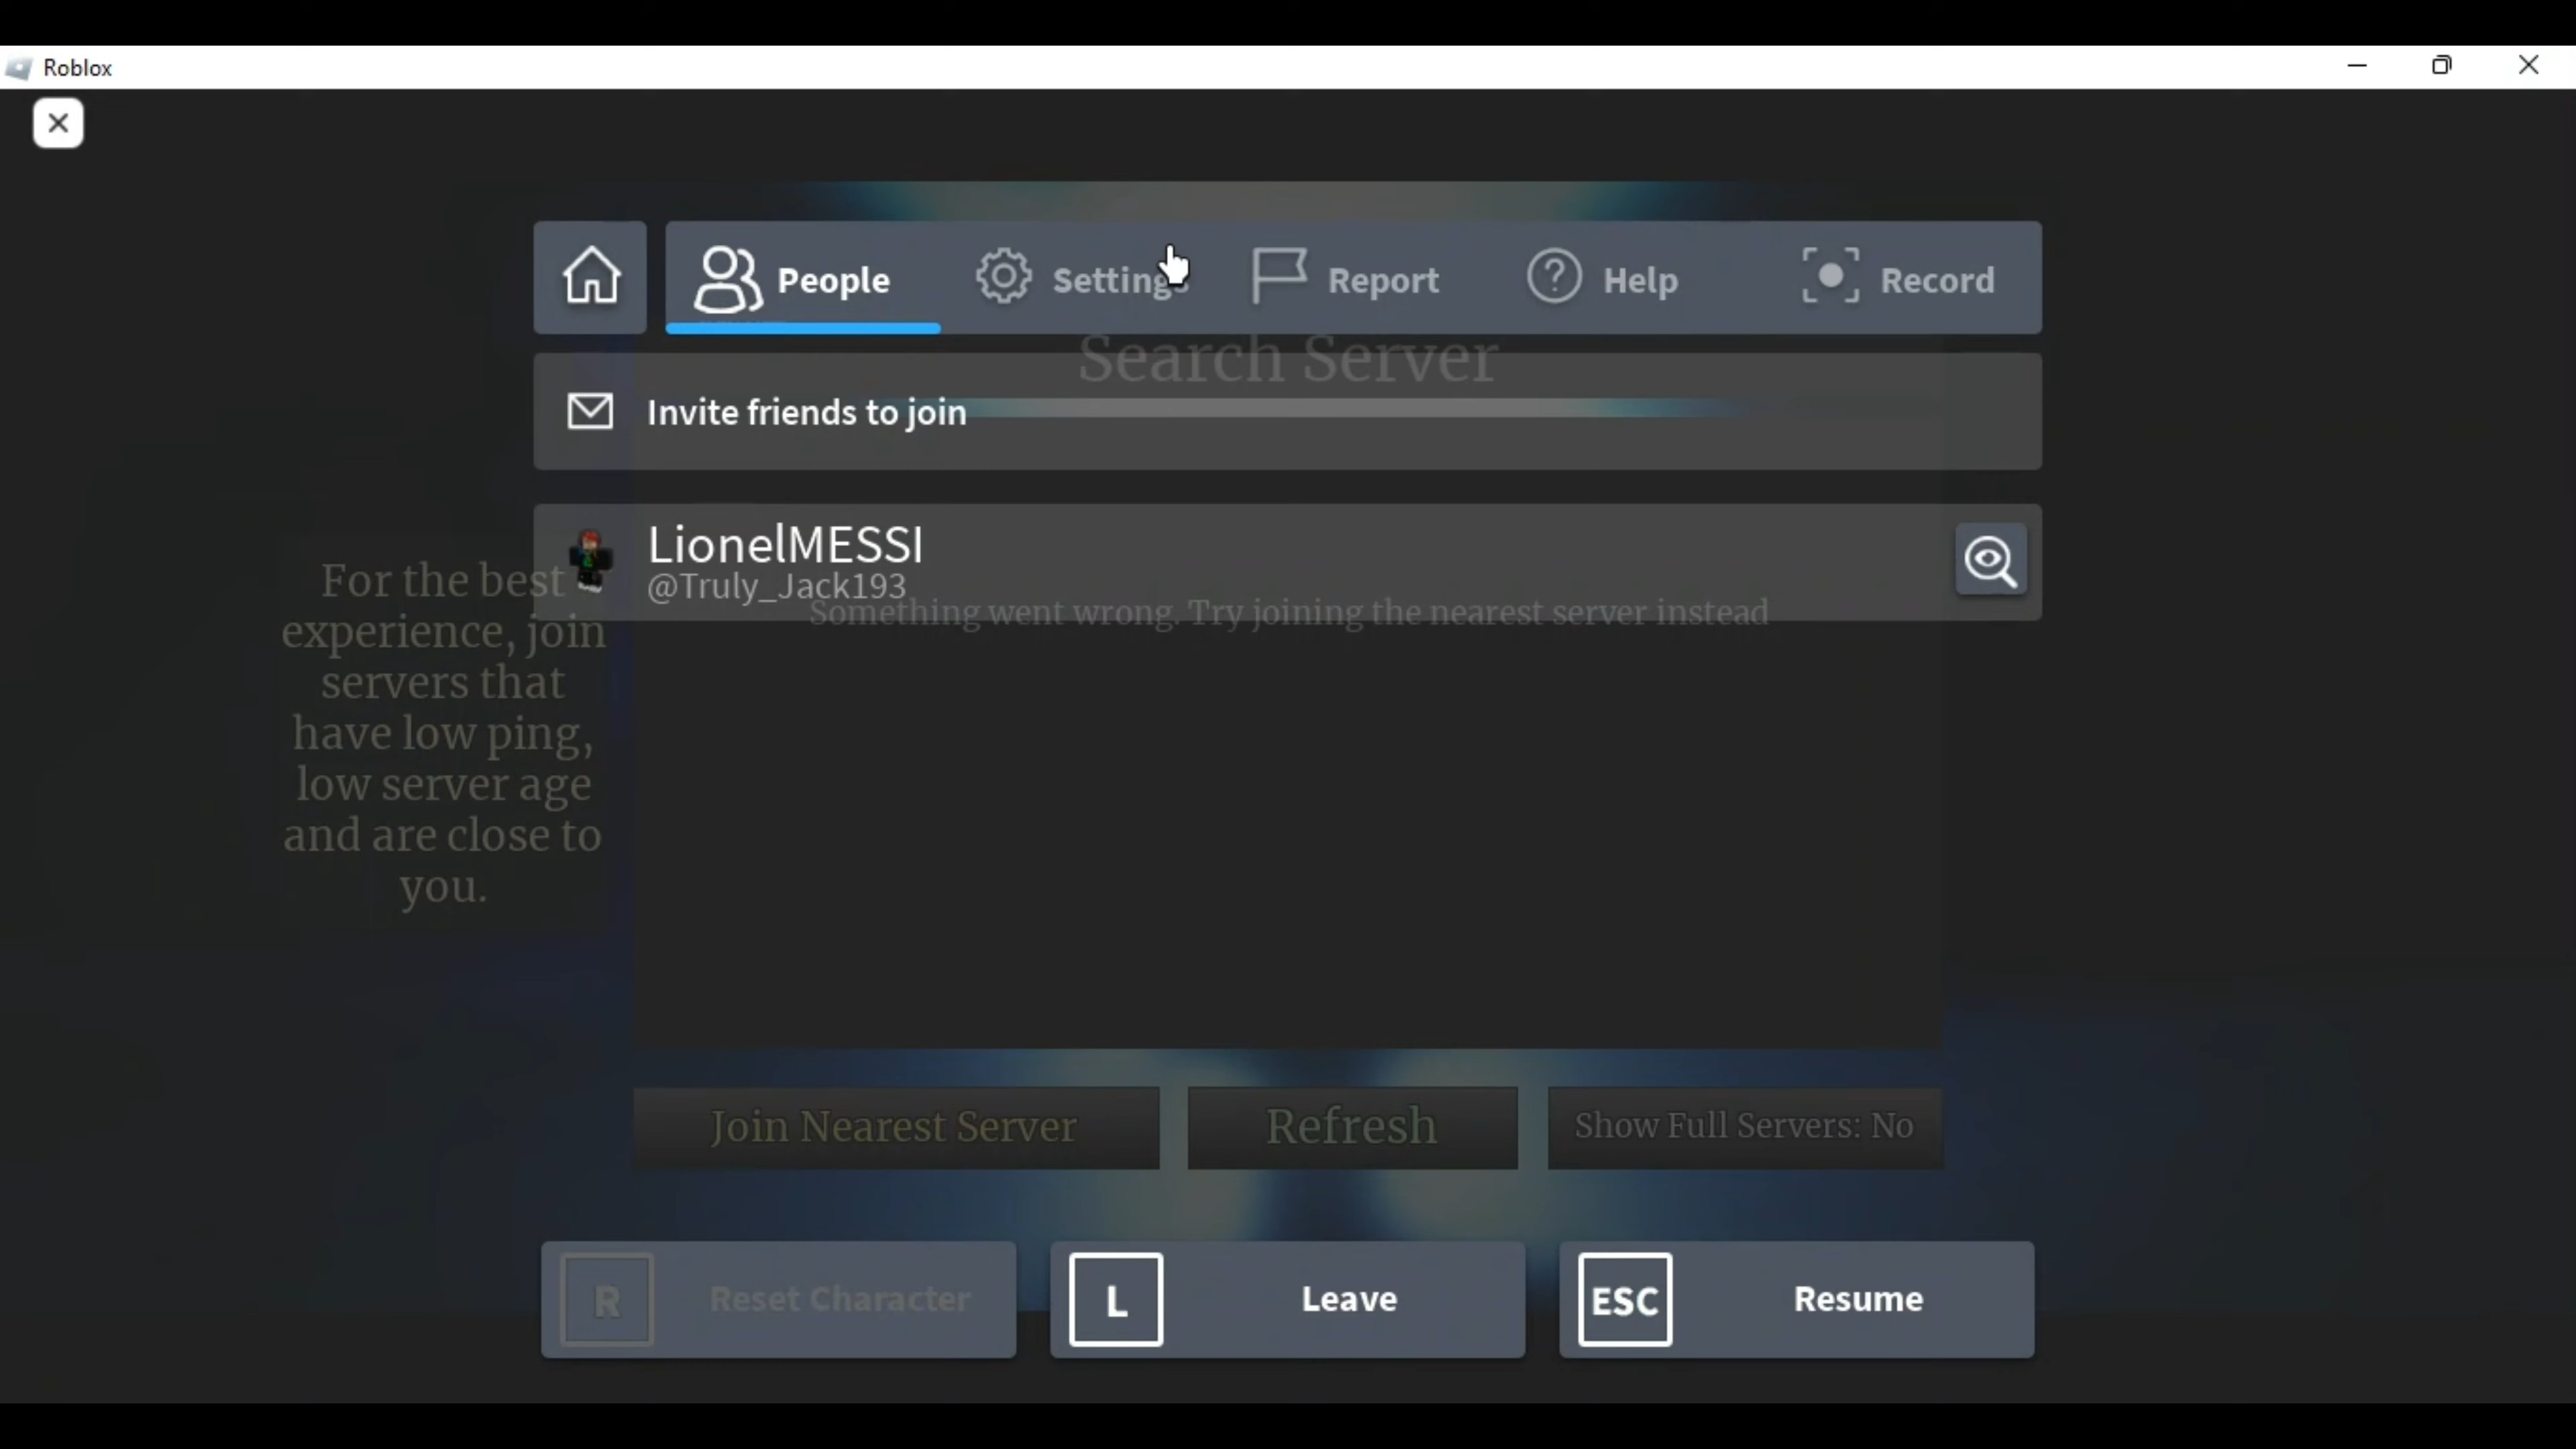 Roblox
People
Settings
Report
Help
Record
Search Server
Invite friends to join
LionelMESSI
@Truly_Jack193
Something went wrong. Try joining the nearest server instead
For the best
experience, join
servers that
have low ping,
low server age
and are close to
you.
Join Nearest Server
Refresh
Show Full Servers: No
R
Reset Character
L
Leave
ESC
Resume